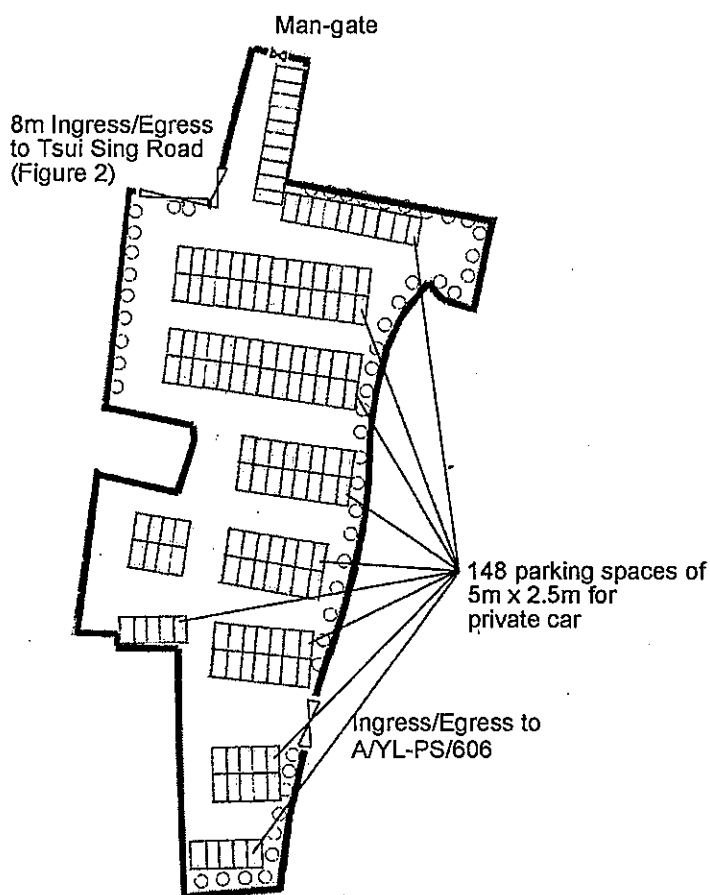 Man-gate
8m Ingress/Egress
to Tsui Sing Road
(Figure 2)
148 parking spaces of
5m x 2.5m for
private car
Ingress/Egress to
A/YL-PS/606